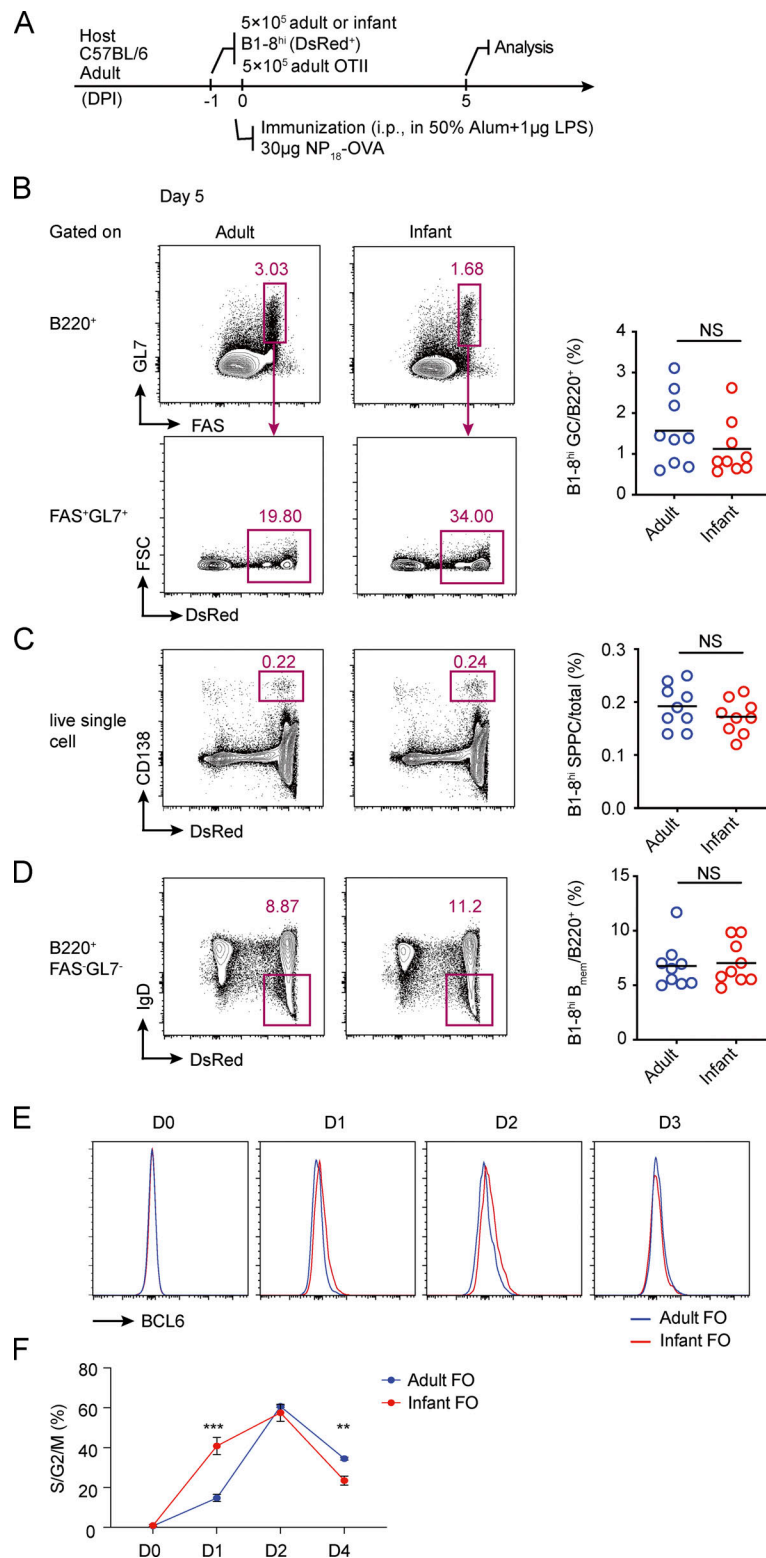 A
Host
C57BL/6
Adult
(DPI)
5×10⁵ adult or infant
B1-8ʰⁱ (DsRed⁺)
5×10⁵ adult OTII
Analysis
-1
0
5
Immunization (i.p., in 50% Alum+1µg LPS)
30µg NP₁₈-OVA
B
Day 5
Gated on
Adult
Infant
B220⁺
3.03
1.68
GL7
FAS
FAS⁺GL7⁺
19.80
34.00
FSC
DsRed
B1-8ʰⁱ GC/B220⁺ (%)
NS
4
3
2
1
0
Adult
Infant
C
live single
cell
0.22
0.24
CD138
DsRed
B1-8ʰⁱ SPPC/total (%)
NS
0.3
0.2
0.1
0.0
Adult
Infant
D
B220⁺
FAS⁻GL7⁻
8.87
11.2
IgD
DsRed
B1-8ʰⁱ Bₘₑₘ/B220⁺ (%)
NS
15
10
5
0
Adult
Infant
E
D0
D1
D2
D3
BCL6
Adult FO
Infant FO
F
S/G2/M (%)
80
60
40
20
0
***
**
Adult FO
Infant FO
D0
D1
D2
D4